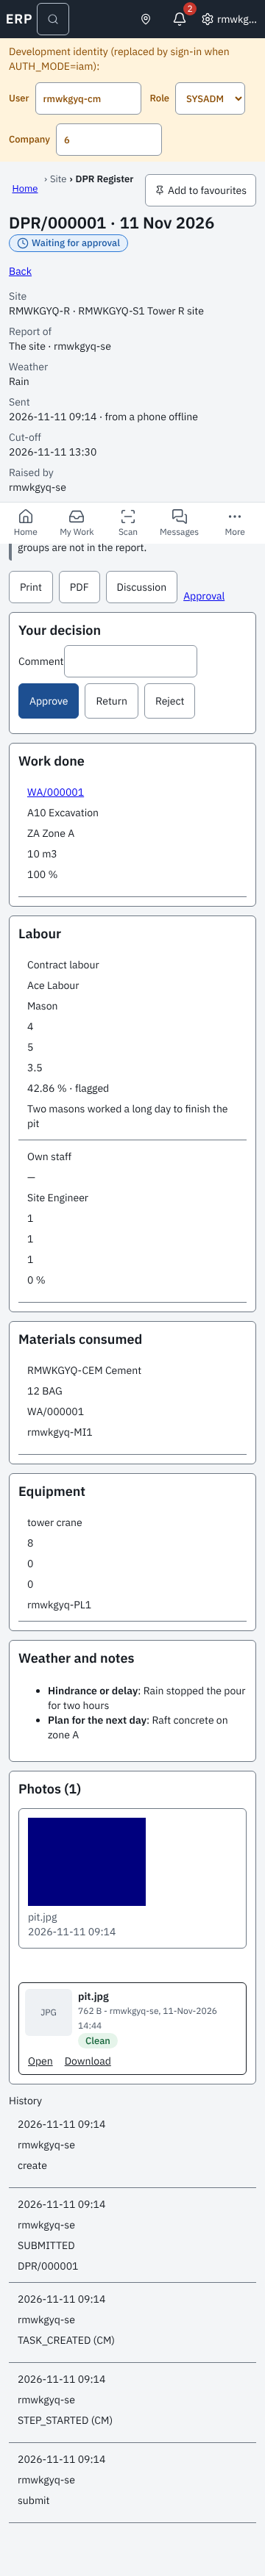 ERP
2
rmwkg...
Development identity (replaced by sign-in when
AUTH_MODE=iam):
User
rmwkgyq-cm
Role
SYSADM
Company
6
Home
› Site › DPR Register
Add to favourites
DPR/000001 · 11 Nov 2026
Waiting for approval
Back
Site
RMWKGYQ-R · RMWKGYQ-S1 Tower R site
Report of
The site · rmwkgyq-se
Weather
Rain
Sent
2026-11-11 09:14 · from a phone offline
Cut-off
2026-11-11 13:30
Raised by
rmwkgyq-se
Home
My Work
Scan
Messages
More
groups are not in the report.
Print
PDF
Discussion
Approval
Your decision
Comment
Approve
Return
Reject
Work done
WA/000001
A10 Excavation
ZA Zone A
10 m3
100 %
Labour
Contract labour
Ace Labour
Mason
4
5
3.5
42.86 % · flagged
Two masons worked a long day to finish the
pit
Own staff
—
Site Engineer
1
1
1
0 %
Materials consumed
RMWKGYQ-CEM Cement
12 BAG
WA/000001
rmwkgyq-MI1
Equipment
tower crane
8
0
0
rmwkgyq-PL1
Weather and notes
• Hindrance or delay: Rain stopped the pour
for two hours
• Plan for the next day: Raft concrete on
zone A
Photos (1)
pit.jpg
2026-11-11 09:14
JPG
pit.jpg
762 B - rmwkgyq-se, 11-Nov-2026
14:44
Clean
Open
Download
History
2026-11-11 09:14
rmwkgyq-se
create
2026-11-11 09:14
rmwkgyq-se
SUBMITTED
DPR/000001
2026-11-11 09:14
rmwkgyq-se
TASK_CREATED (CM)
2026-11-11 09:14
rmwkgyq-se
STEP_STARTED (CM)
2026-11-11 09:14
rmwkgyq-se
submit